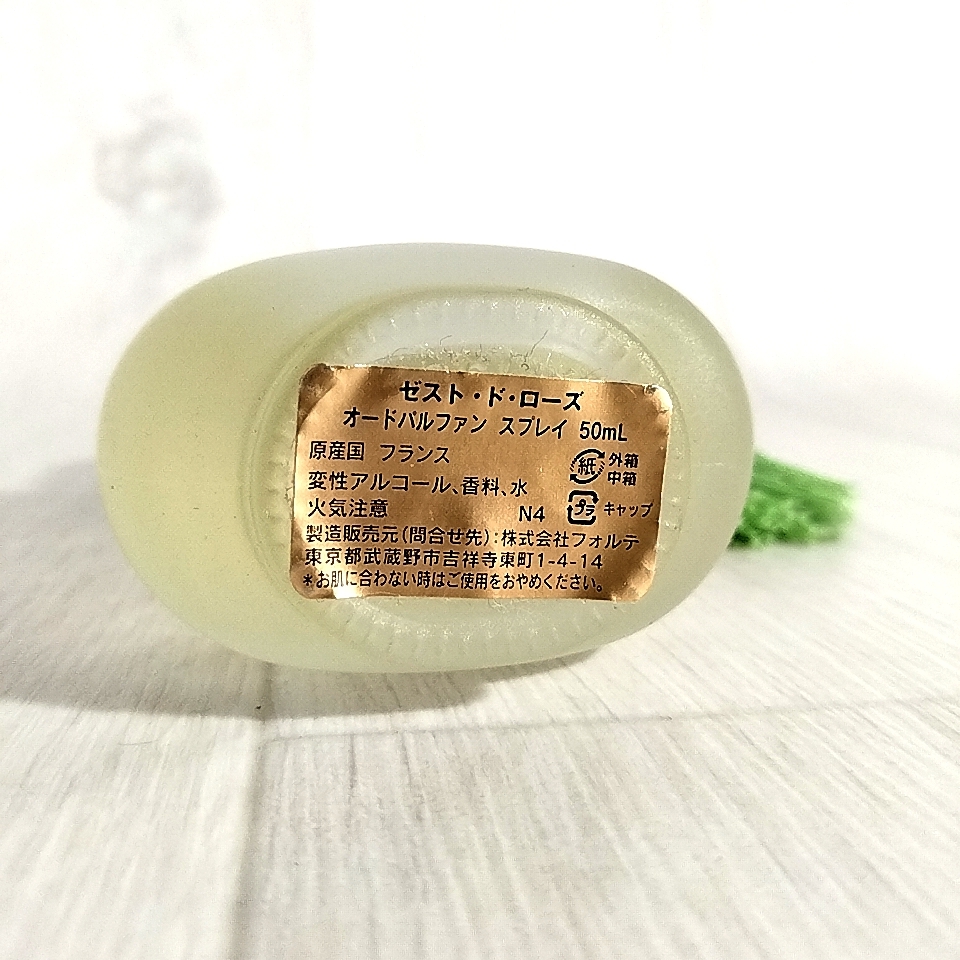 ゼスト・ド・ローズ
オードパルファン スプレイ 50mL
原産国 フランス
紙 外箱
中箱
変性アルコール、香料、水
火気注意 N4 プラ キャップ
製造販売元(問合せ先):株式会社フォルテ
東京都武蔵野市吉祥寺東町1-4-14
*お肌に合わない時はご使用をおやめください。